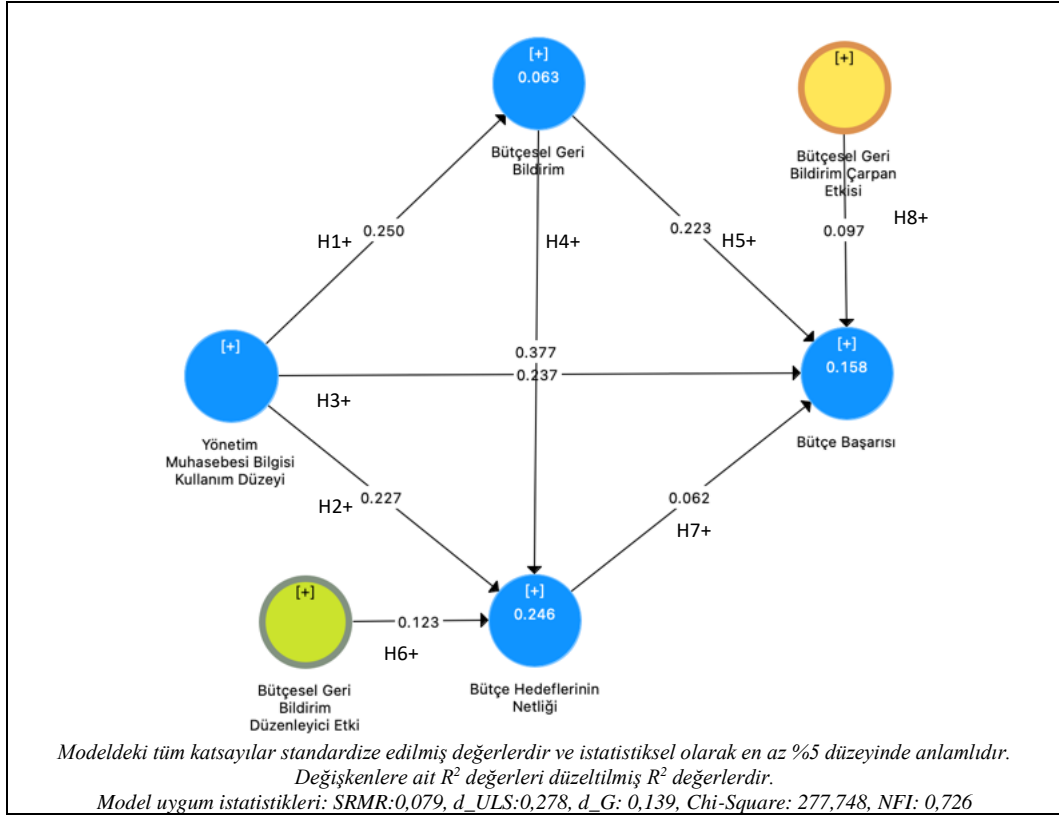 [+]
0.063
Bütçesel Geri
Bildirim
[+]
Bütçesel Geri
Bildirim Çarpan
Etkisi
H1+
0.250
H4+
0.223
H5+
0.097
H8+
[+]
Yönetim
Muhasebesi Bilgisi
Kullanım Düzeyi
0.377
0.237
H3+
[+]
0.158
Bütçe Başarısı
H2+
0.227
0.062
H7+
[+]
Bütçesel Geri
Bildirim
Düzenleyici Etki
0.123
H6+
[+]
0.246
Bütçe Hedeflerinin
Netliği
Modeldeki tüm katsayılar standardize edilmiş değerlerdir ve istatistiksel olarak en az %5 düzeyinde anlamlıdır.
Değişkenlere ait R² değerleri düzeltilmiş R² değerlerdir.
Model uygum istatistikleri: SRMR:0,079, d_ULS:0,278, d_G: 0,139, Chi-Square: 277,748, NFI: 0,726